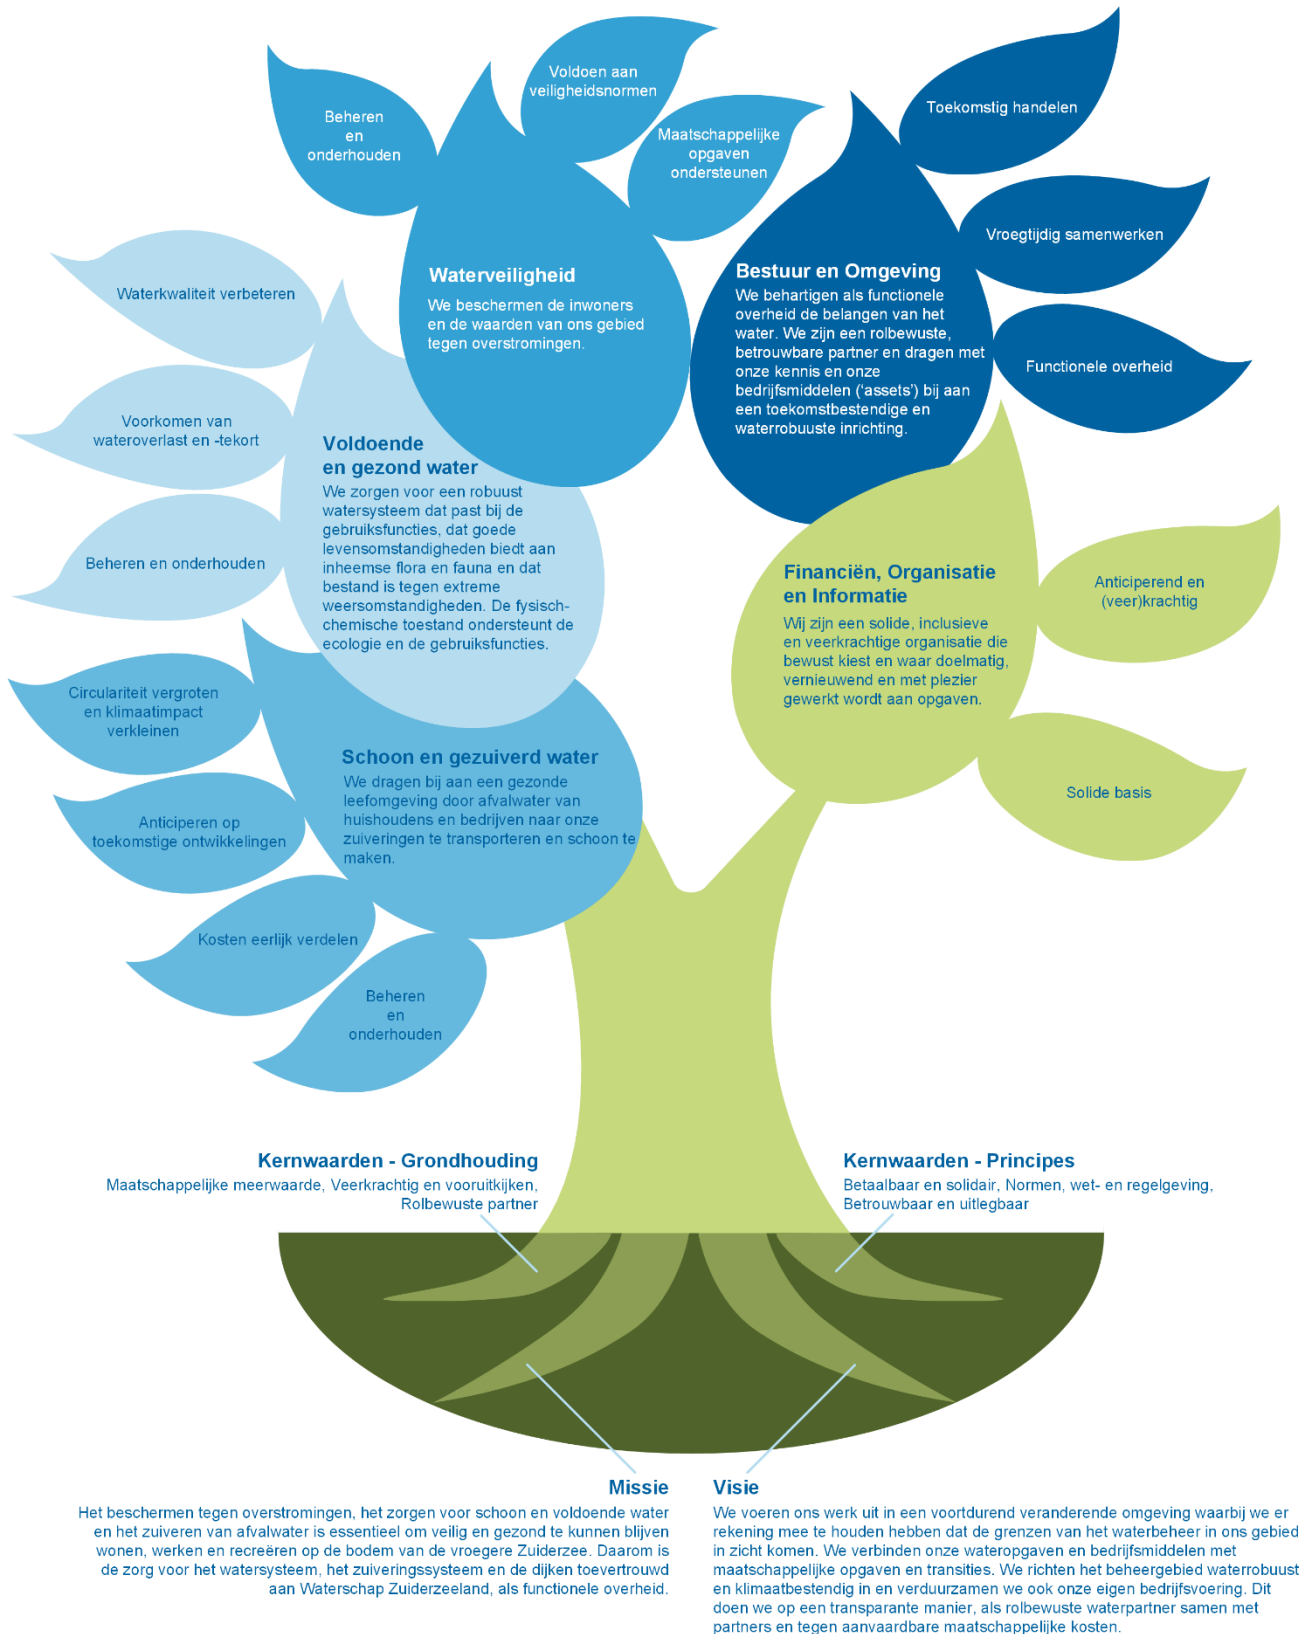 Voldoen aan
veiligheidsnormen
Beheren
en
onderhouden
Maatschappelijke
opgaven
ondersteunen
Toekomstig handelen
Vroegtijdig samenwerken
Functionele overheid
Waterveiligheid
We beschermen de inwoners
en de waarden van ons gebied
tegen overstromingen.
Bestuur en Omgeving
We behartigen als functionele
overheid de belangen van het
water. We zijn een rolbewuste,
betrouwbare partner en dragen met
onze kennis en onze
bedrijfsmiddelen (‘assets’) bij aan
een toekomstbestendige en
waterrobuuste inrichting.
Waterkwaliteit verbeteren
Voorkomen van
wateroverlast en -tekort
Beheren en onderhouden
Voldoende
en gezond water
We zorgen voor een robuust
watersysteem dat past bij de
gebruiksfuncties, dat goede
levensomstandigheden biedt aan
inheemse flora en fauna en dat
bestand is tegen extreme
weersomstandigheden. De fysisch-
chemische toestand ondersteunt de
ecologie en de gebruiksfuncties.
Financiën, Organisatie
en Informatie
Wij zijn een solide, inclusieve
en veerkrachtige organisatie die
bewust kiest en waar doelmatig,
vernieuwend en met plezier
gewerkt wordt aan opgaven.
Anticiperend en
(veer)krachtig
Solide basis
Circulariteit vergroten
en klimaatimpact
verkleinen
Anticiperen op
toekomstige ontwikkelingen
Kosten eerlijk verdelen
Beheren
en
onderhouden
Schoon en gezuiverd water
We dragen bij aan een gezonde
leefomgeving door afvalwater van
huishoudens en bedrijven naar onze
zuiveringen te transporteren en schoon te
maken.
Kernwaarden - Grondhouding
Maatschappelijke meerwaarde, Veerkrachtig en vooruitkijken,
Rolbewuste partner
Kernwaarden - Principes
Betaalbaar en solidair, Normen, wet- en regelgeving,
Betrouwbaar en uitlegbaar
Missie
Het beschermen tegen overstromingen, het zorgen voor schoon en voldoende water
en het zuiveren van afvalwater is essentieel om veilig en gezond te kunnen blijven
wonen, werken en recreëren op de bodem van de vroegere Zuiderzee. Daarom is
de zorg voor het watersysteem, het zuiveringssysteem en de dijken toevertrouwd
aan Waterschap Zuiderzeeland, als functionele overheid.
Visie
We voeren ons werk uit in een voortdurend veranderende omgeving waarbij we er
rekening mee te houden hebben dat de grenzen van het waterbeheer in ons gebied
in zicht komen. We verbinden onze wateropgaven en bedrijfsmiddelen met
maatschappelijke opgaven en transities. We richten het beheergebied waterrobuust
en klimaatbestendig in en verduurzamen we ook onze eigen bedrijfsvoering. Dit
doen we op een transparante manier, als rolbewuste waterpartner samen met
partners en tegen aanvaardbare maatschappelijke kosten.